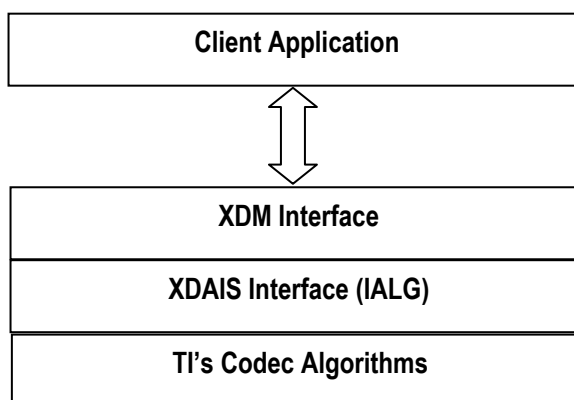 Client Application
XDM Interface
XDAIS Interface (IALG)
TI's Codec Algorithms